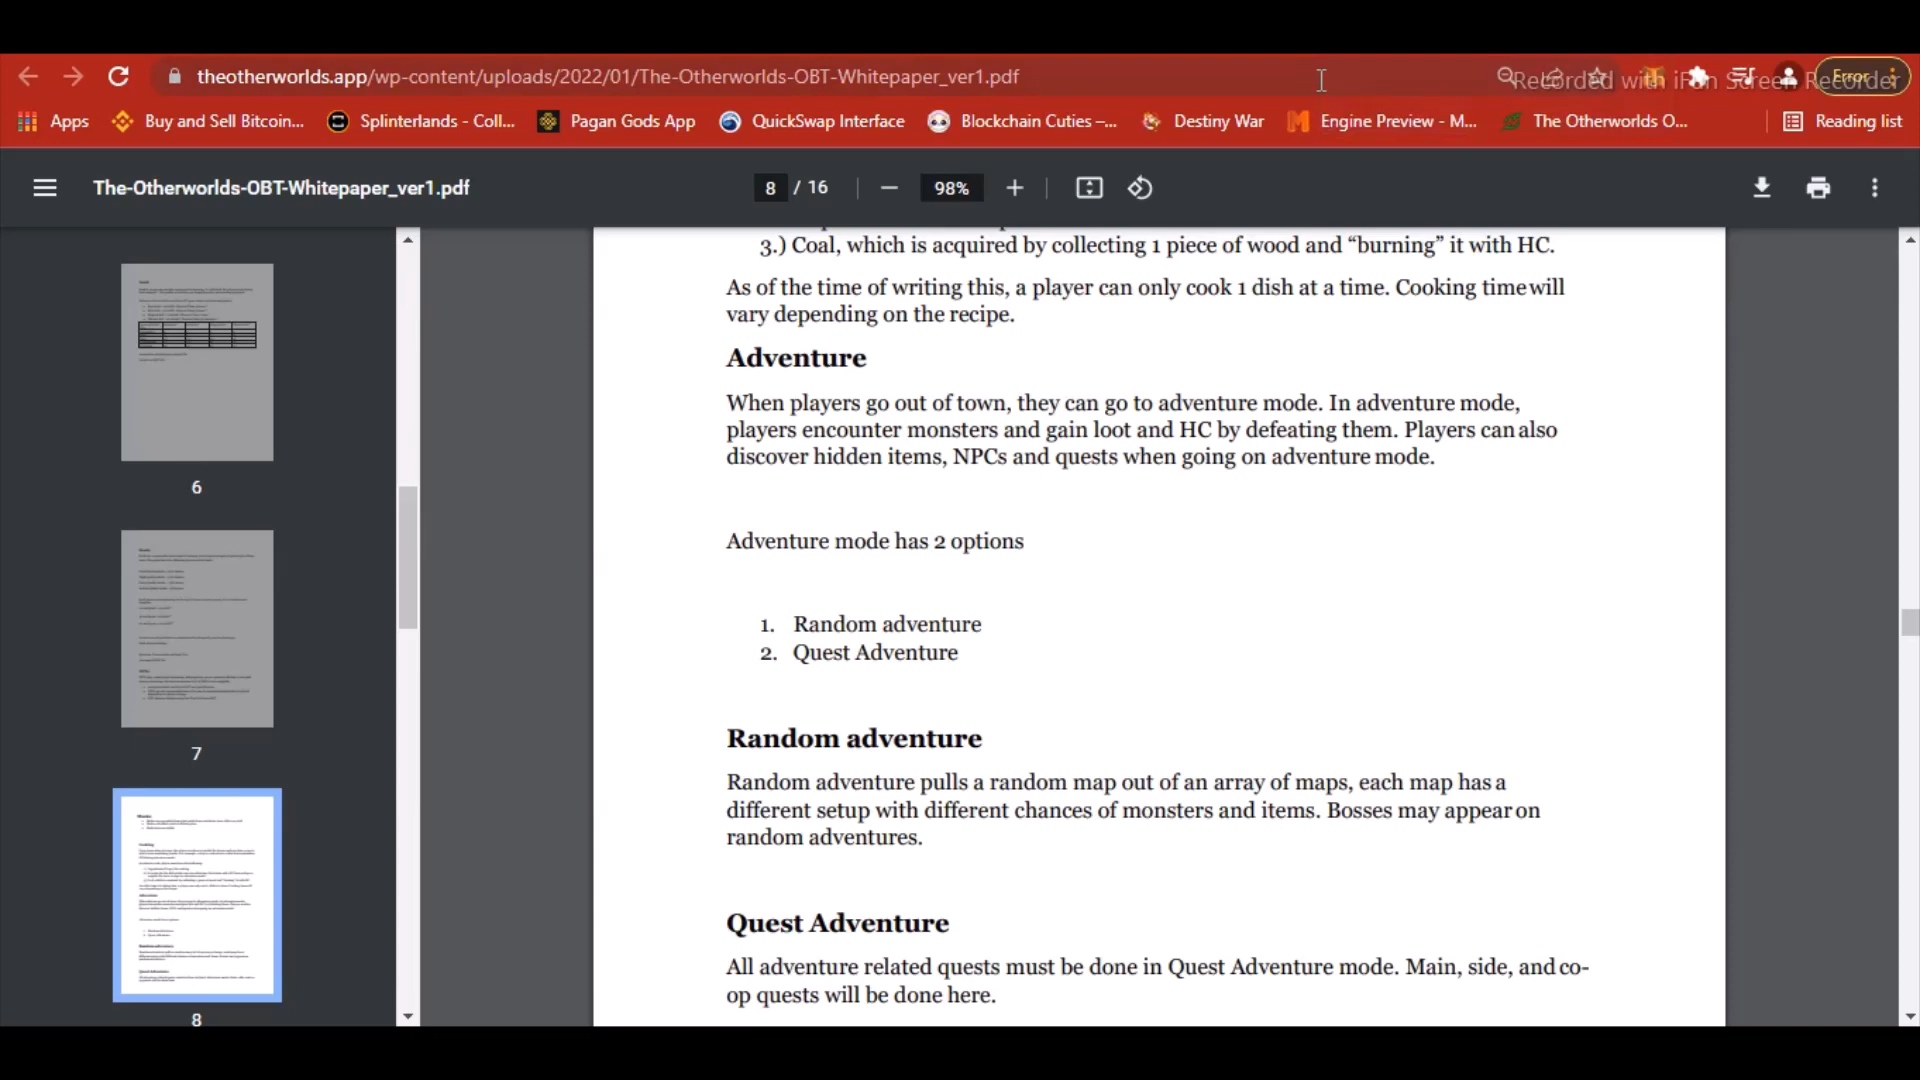 theotherworlds.app/wp-content/uploads/2022/01/The-Otherworlds-OBT-Whitepaper_ver1.pdf
Recorded with iFun Screen Recorder
Error
Apps
Buy and Sell Bitcoin...
Splinterlands - Coll...
Pagan Gods App
QuickSwap Interface
Blockchain Cuties –...
Destiny War
Engine Preview - M...
The Otherworlds O...
Reading list
The-Otherworlds-OBT-Whitepaper_ver1.pdf
8 / 16
98%
6
7
8
3.) Coal, which is acquired by collecting 1 piece of wood and “burning” it with HC.
As of the time of writing this, a player can only cook 1 dish at a time. Cooking time will
vary depending on the recipe.
Adventure
When players go out of town, they can go to adventure mode. In adventure mode,
players encounter monsters and gain loot and HC by defeating them. Players can also
discover hidden items, NPCs and quests when going on adventure mode.
Adventure mode has 2 options
1. Random adventure
2. Quest Adventure
Random adventure
Random adventure pulls a random map out of an array of maps, each map has a
different setup with different chances of monsters and items. Bosses may appear on
random adventures.
Quest Adventure
All adventure related quests must be done in Quest Adventure mode. Main, side, and co-
op quests will be done here.